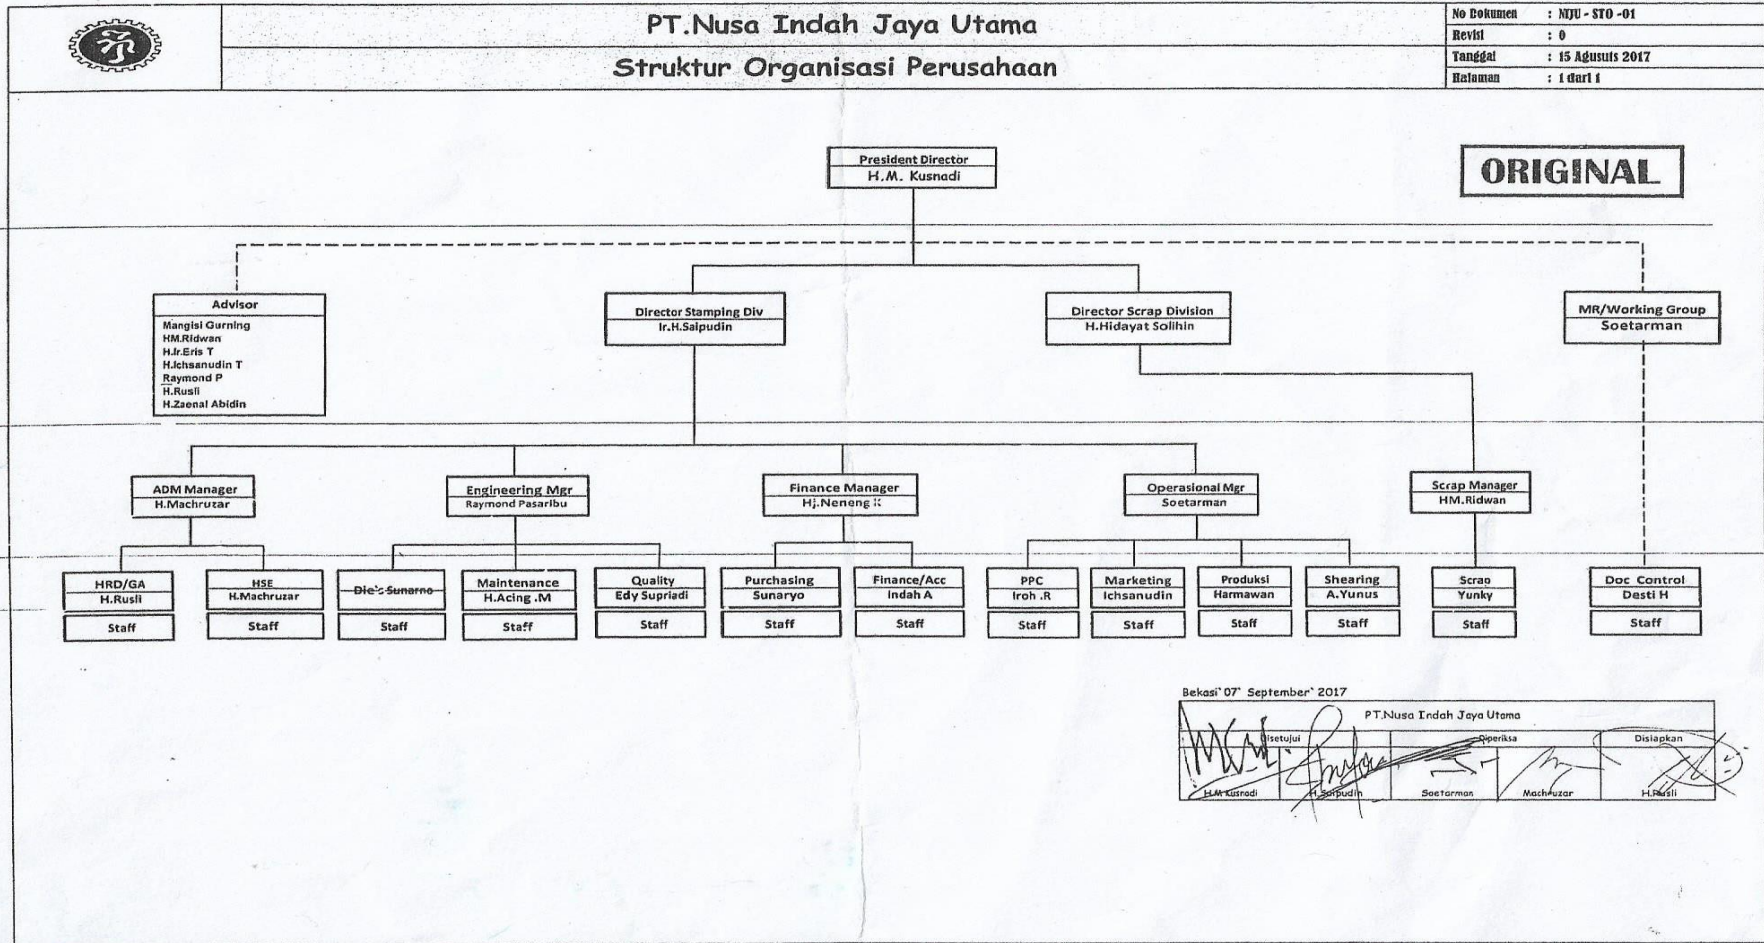 PT.Nusa Indah Jaya Utama
Struktur Organisasi Perusahaan
No Dokumen : NIJU - STO -01
Revisi : 0
Tanggal : 15 Agusuts 2017
Halaman : 1 dari 1
ORIGINAL
President Director
H.M. Kusnadi
Advisor
Mangisi Gurning
HM.Ridwan
H.Ir.Eris T
H.Ichsanudin T
Raymond P
H.Rusli
H.Zaenal Abidin
Director Stamping Div
Ir.H.Saipudin
Director Scrap Division
H.Hidayat Solihin
MR/Working Group
Soetarman
ADM Manager
H.Machruzar
Engineering Mgr
Raymond Pasaribu
Finance Manager
Hj.Neneng
Operasional Mgr
Soetarman
Scrap Manager
HM.Ridwan
HRD/GA
H.Rusli
Staff
HSE
H.Machruzar
Staff
Die's Sunarno
Staff
Maintenance
H.Acing .M
Staff
Quality
Edy Supriadi
Staff
Purchasing
Sunaryo
Staff
Finance/Acc
Indah A
Staff
PPC
Iroh .R
Staff
Marketing
Ichsanudin
Staff
Produksi
Harmawan
Staff
Shearing
A.Yunus
Staff
Scrap
Yunky
Staff
Doc Control
Desti H
Staff
Bekasi` 07` September` 2017
PT.Nusa Indah Jaya Utama
Disetujui
Diperiksa
Disiapkan
H.M Kusnadi
H.Saipudin
Soetarman
Machruzar
H.Rusli